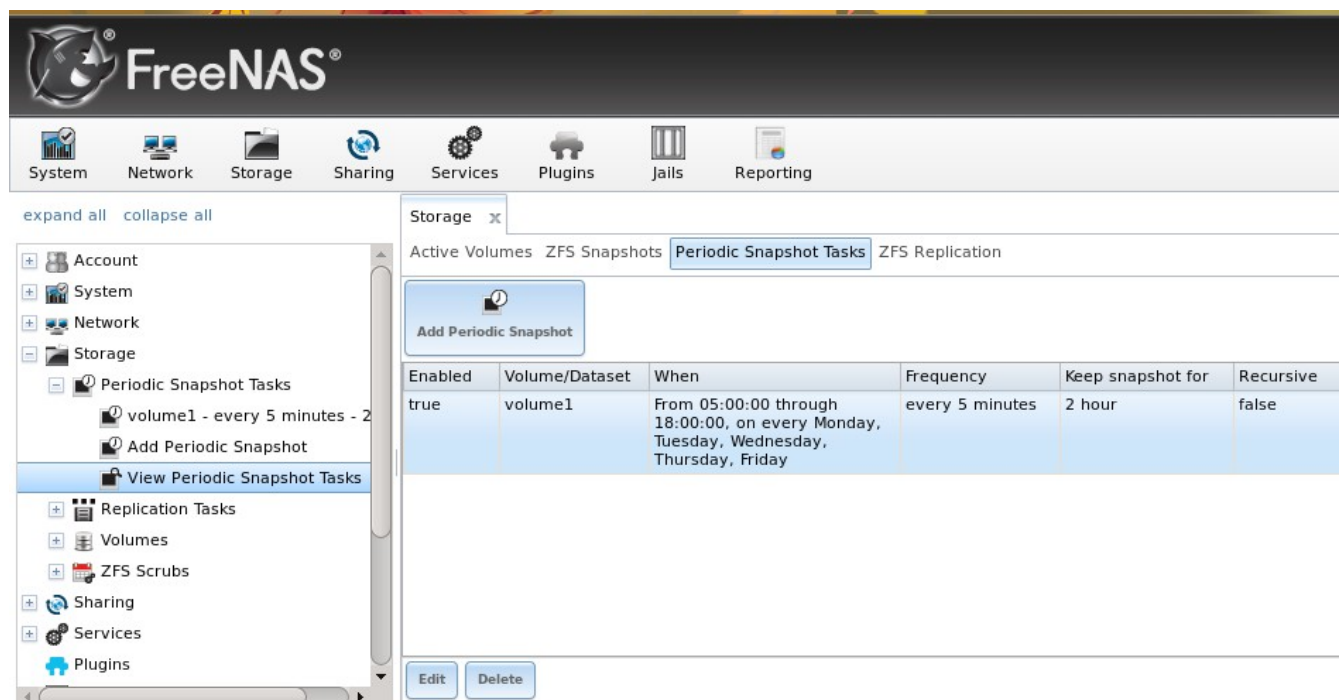 FreeNAS®
System Network Storage Sharing Services Plugins Jails Reporting
expand all collapse all
Account
System
Network
Storage
Periodic Snapshot Tasks
volume1 - every 5 minutes - 2
Add Periodic Snapshot
View Periodic Snapshot Tasks
Replication Tasks
Volumes
ZFS Scrubs
Sharing
Services
Plugins
Storage x
Active Volumes ZFS Snapshots Periodic Snapshot Tasks ZFS Replication
Add Periodic Snapshot
Enabled Volume/Dataset When Frequency Keep snapshot for Recursive
true volume1 From 05:00:00 through every 5 minutes 2 hour false
18:00:00, on every Monday,
Tuesday, Wednesday,
Thursday, Friday
Edit Delete